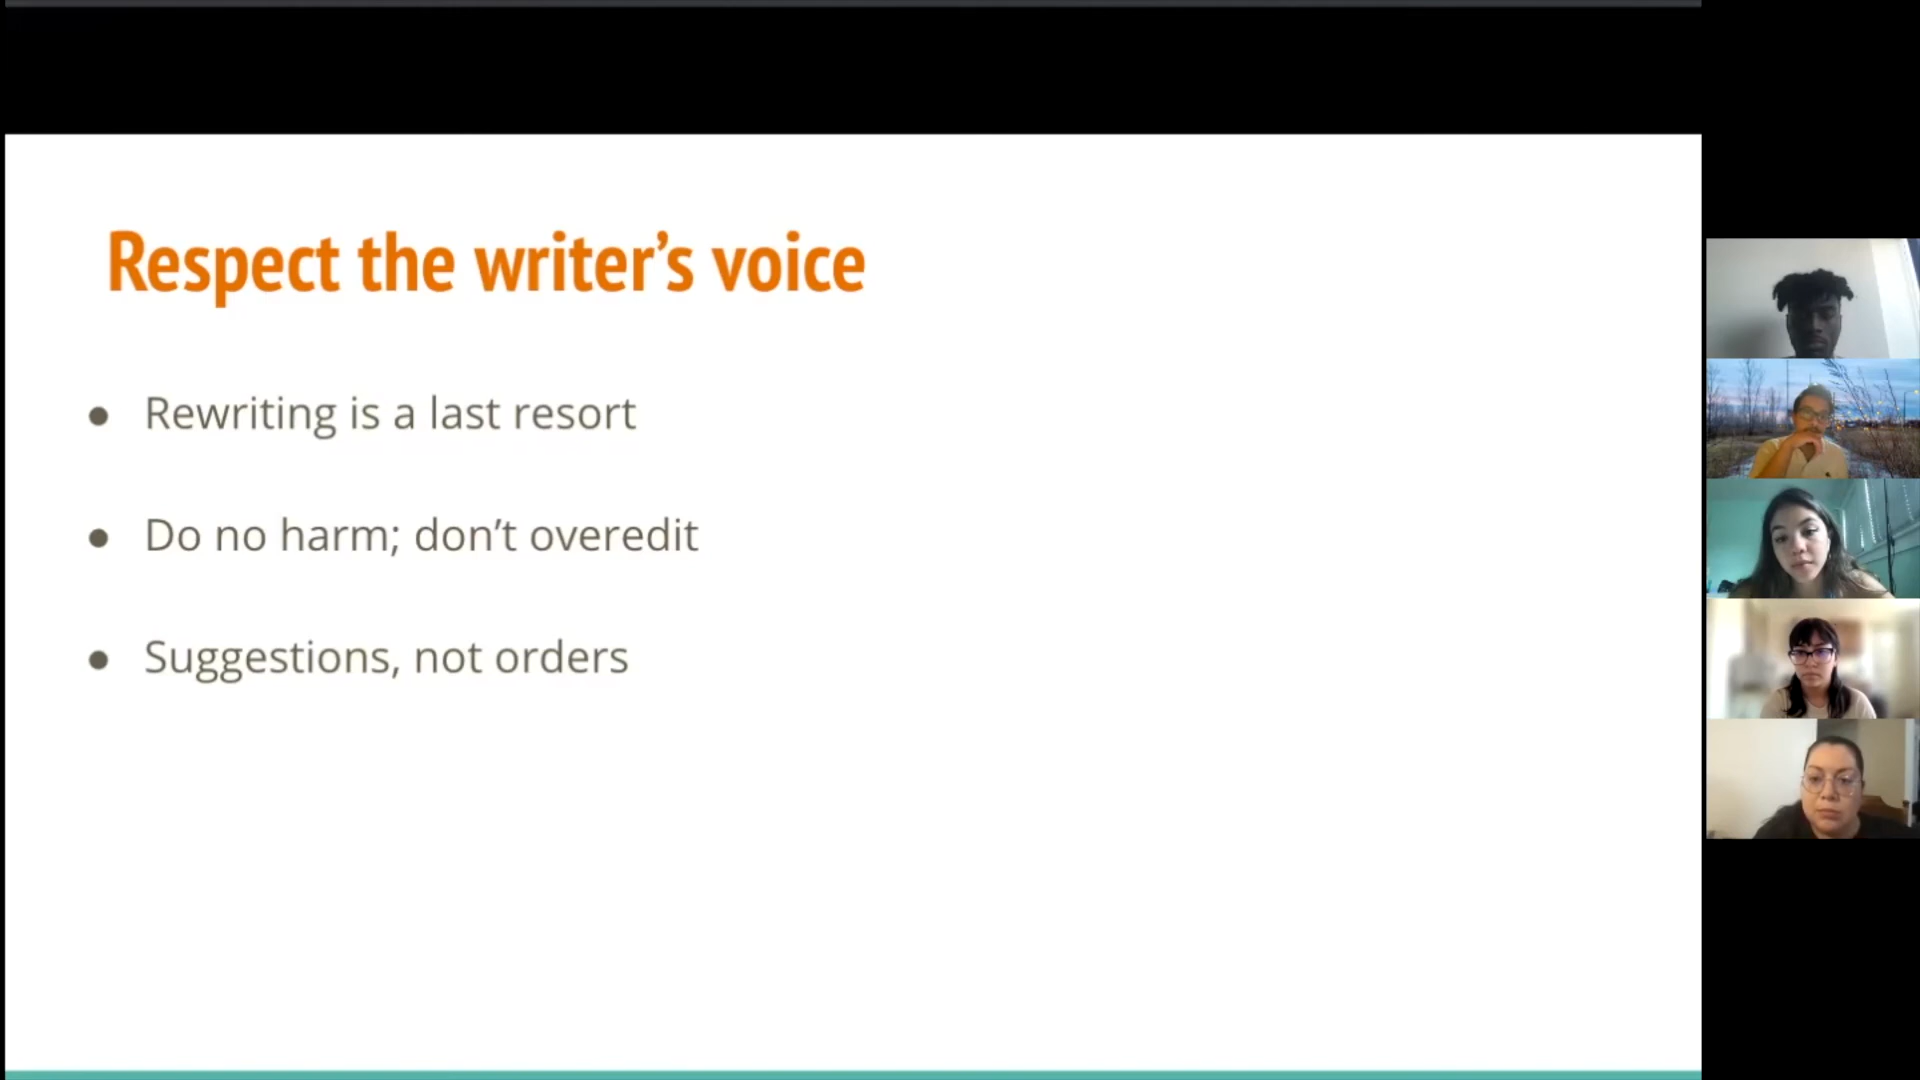 Respect the writer’s voice
● Rewriting is a last resort
● Do no harm; don’t overedit
● Suggestions, not orders